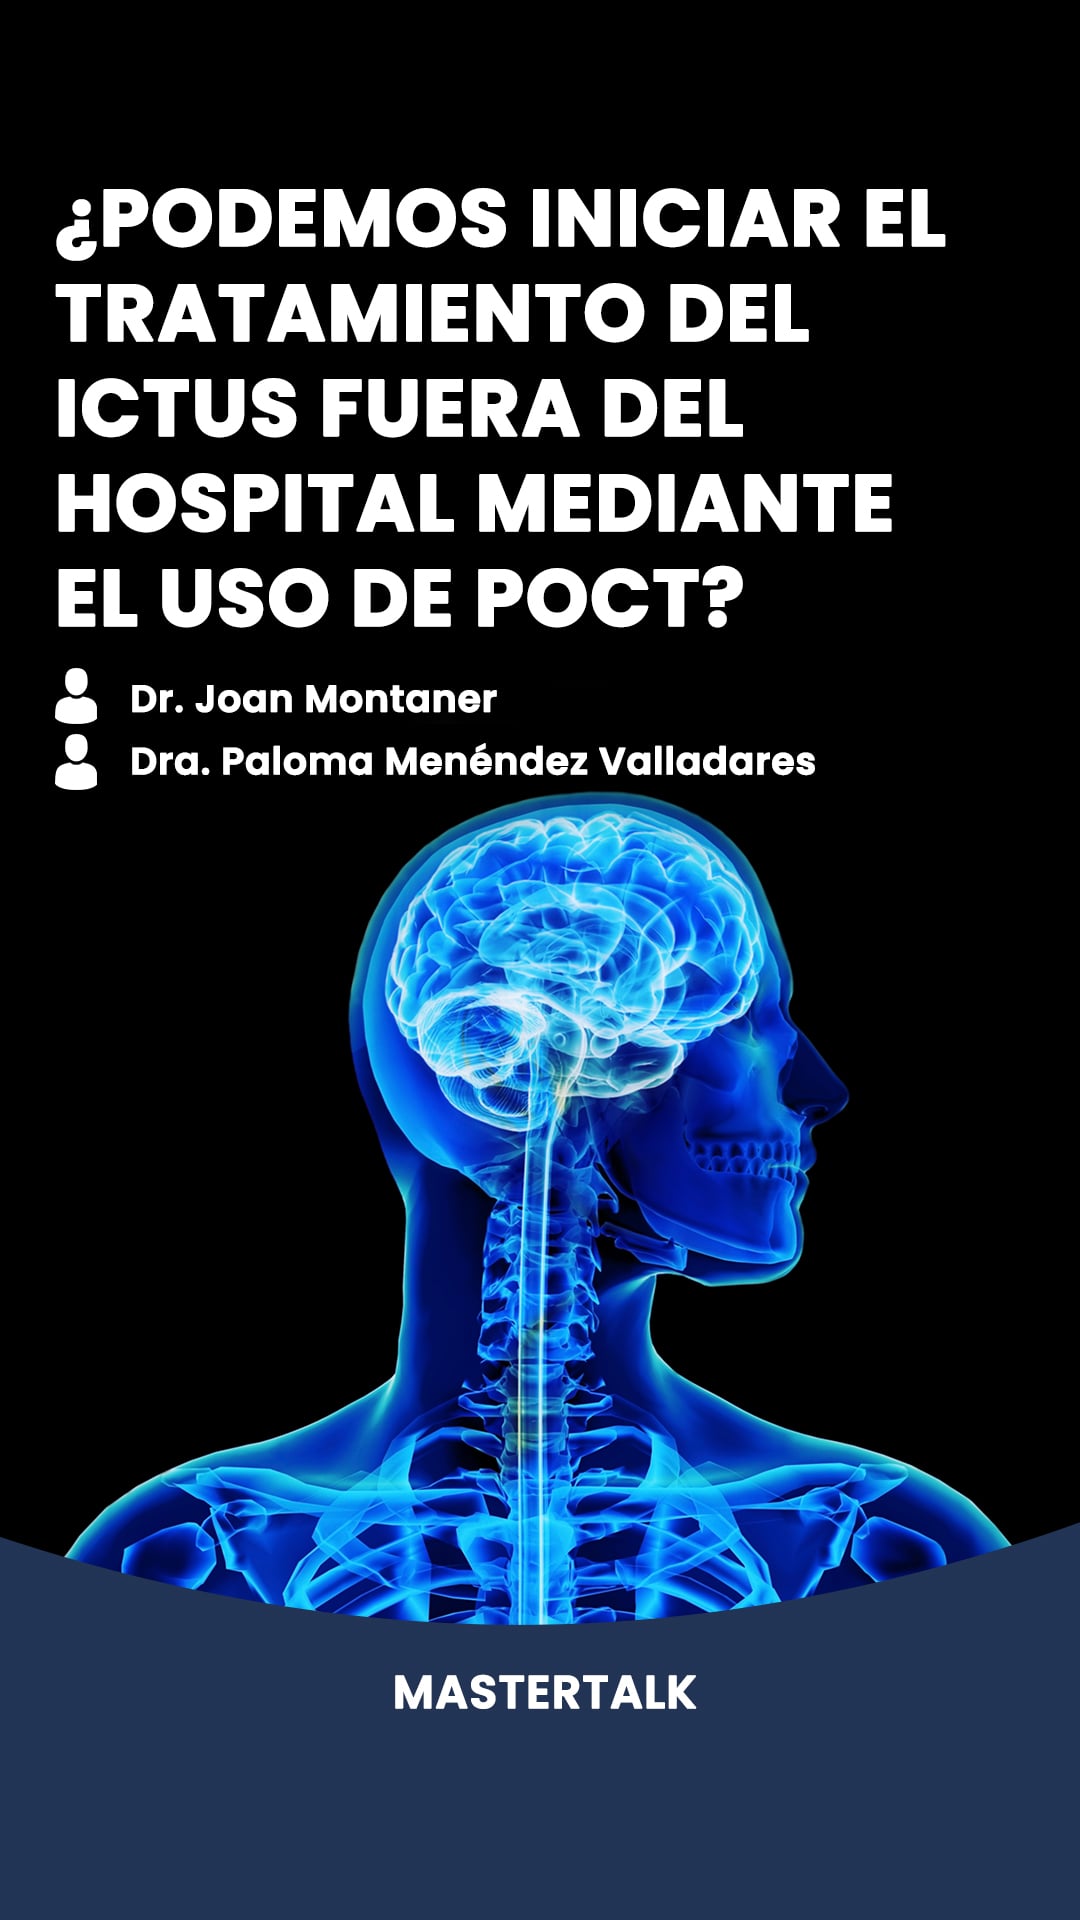 ¿PODEMOS INICIAR EL
TRATAMIENTO DEL
ICTUS FUERA DEL
HOSPITAL MEDIANTE
EL USO DE POCT?
Dr. Joan Montaner
Dra. Paloma Menéndez Valladares
MASTERTALK